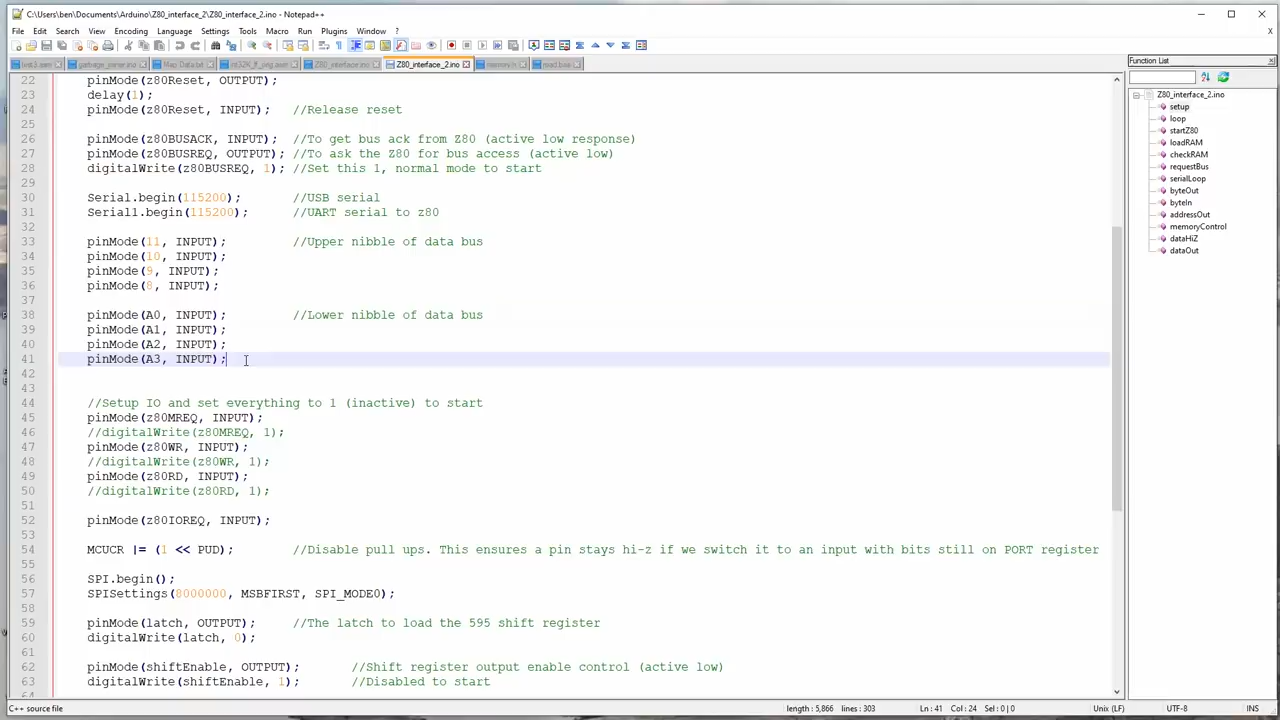 C:\Users\ben\Documents\Arduino\Z80_interface_2\Z80_interface_2.ino - Notepad++
File Edit Search View Encoding Language Settings Tools Macro Run Plugins Window ?
Z80_interface.ino Z80_interface_2.ino
22 pinMode(z80Reset, OUTPUT);
23 delay(1);
24 pinMode(z80Reset, INPUT); //Release reset
25
26 pinMode(z80BUSACK, INPUT); //To get bus ack from Z80 (active low response)
27 pinMode(z80BUSREQ, OUTPUT); //To ask the Z80 for bus access (active low)
28 digitalWrite(z80BUSREQ, 1); //Set this 1, normal mode to start
29
30 Serial.begin(115200); //USB serial
31 Serial1.begin(115200); //UART serial to z80
32
33 pinMode(11, INPUT); //Upper nibble of data bus
34 pinMode(10, INPUT);
35 pinMode(9, INPUT);
36 pinMode(8, INPUT);
37
38 pinMode(A0, INPUT); //Lower nibble of data bus
39 pinMode(A1, INPUT);
40 pinMode(A2, INPUT);
41 pinMode(A3, INPUT);
42
43
44 //Setup IO and set everything to 1 (inactive) to start
45 pinMode(z80MREQ, INPUT);
46 //digitalWrite(z80MREQ, 1);
47 pinMode(z80WR, INPUT);
48 //digitalWrite(z80WR, 1);
49 pinMode(z80RD, INPUT);
50 //digitalWrite(z80RD, 1);
51
52 pinMode(z80IOREQ, INPUT);
53
54 MCUCR |= (1 << PUD); //Disable pull ups. This ensures a pin stays hi-z if we switch it to an input with bits still on PORT register
55
56 SPI.begin();
57 SPISettings(8000000, MSBFIRST, SPI_MODE0);
58
59 pinMode(latch, OUTPUT); //The latch to load the 595 shift register
60 digitalWrite(latch, 0);
61
62 pinMode(shiftEnable, OUTPUT); //Shift register output enable control (active low)
63 digitalWrite(shiftEnable, 1); //Disabled to start
Function List
Z80_interface_2.ino
setup
loop
startZ80
loadRAM
checkRAM
requestBus
serialLoop
byteOut
byteIn
addressOut
memoryControl
dataHiZ
dataOut
C++ source file length : 5,866 lines : 303 Ln : 41 Col : 24 Sel : 0 | 0 Unix (LF) UTF-8 INS